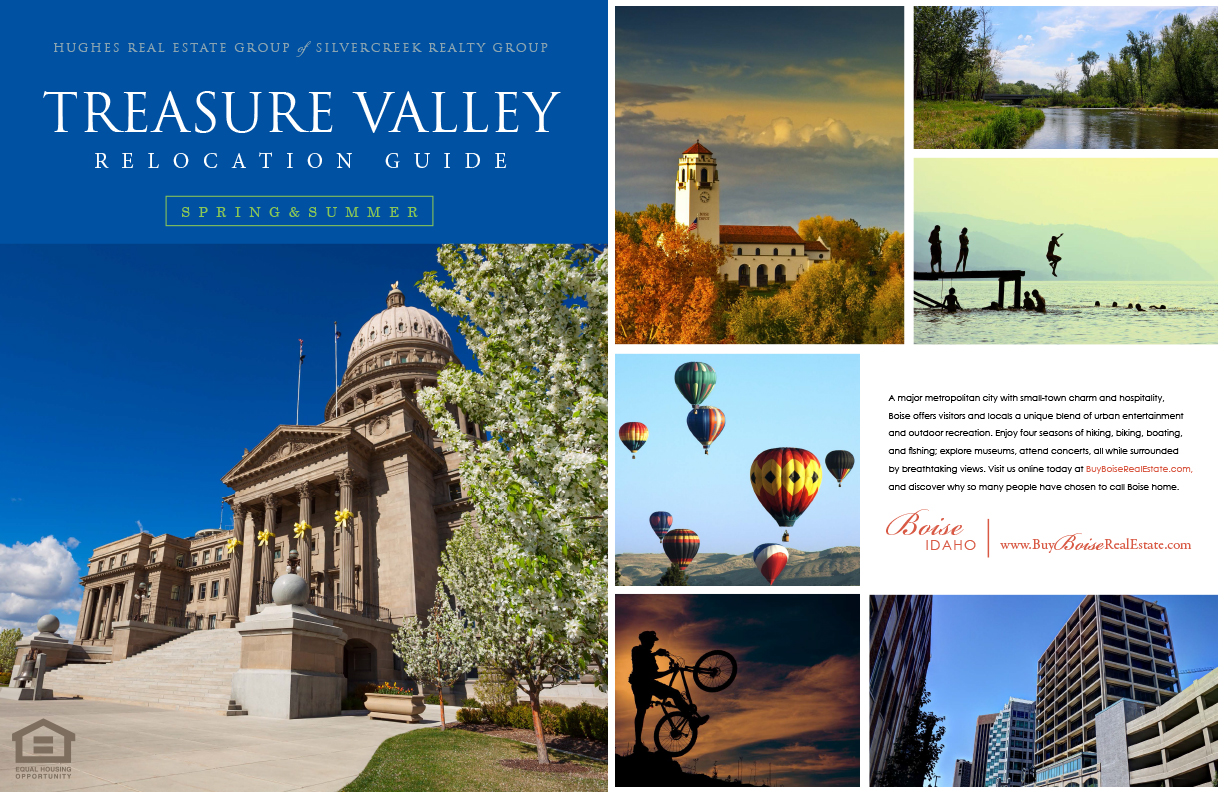 HUGHES REAL ESTATE GROUP of SILVERCREEK REALTY GROUP
TREASURE VALLEY
RELOCATION GUIDE
SPRING & SUMMER
EQUAL HOUSING
OPPORTUNITY
A major metropolitan city with small-town charm and hospitality,
Boise offers visitors and locals a unique blend of urban entertainment
and outdoor recreation. Enjoy four seasons of hiking, biking, boating,
and fishing; explore museums, attend concerts, all while surrounded
by breathtaking views. Visit us online today at BuyBoiseRealEstate.com,
and discover why so many people have chosen to call Boise home.
Boise
IDAHO
www.BuyBoiseRealEstate.com